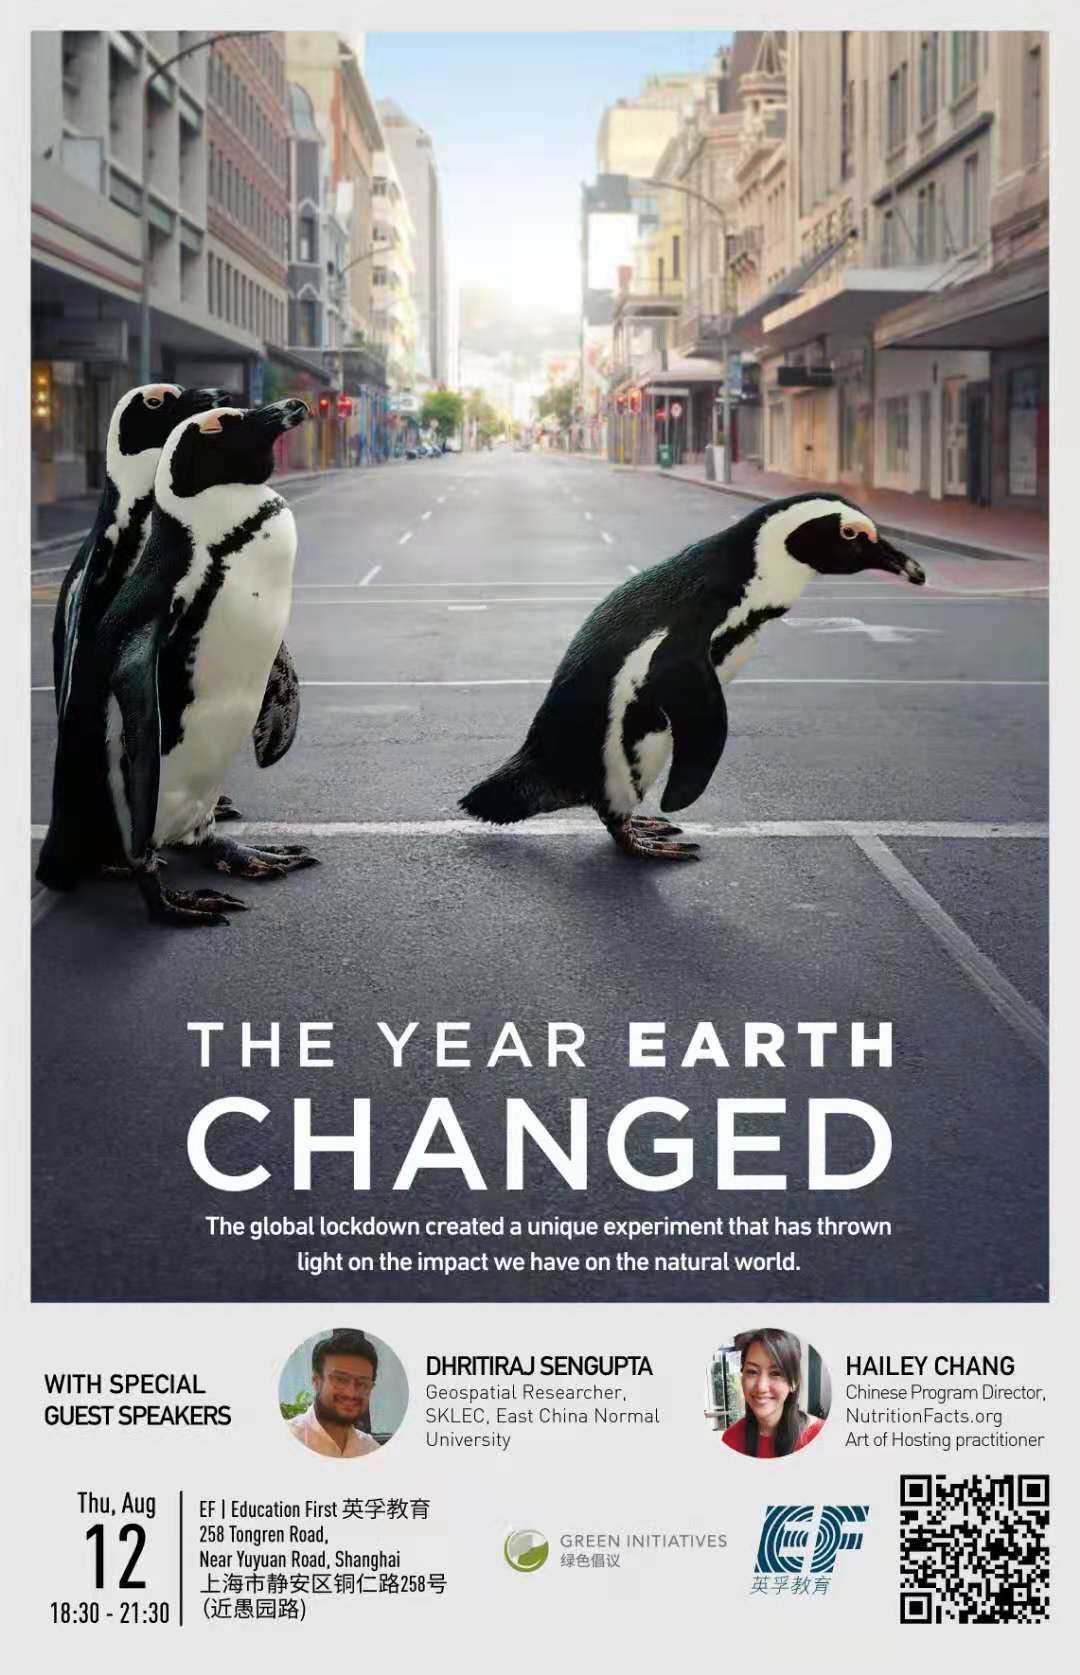 THE YEAR EARTH
CHANGED
The global lockdown created a unique experiment that has thrown
light on the impact we have on the natural world.
WITH SPECIAL
GUEST SPEAKERS
DHRITIRAJ SENGUPTA
Geospatial Researcher,
SKLEC, East China Normal
University
HAILEY CHANG
Chinese Program Director,
NutritionFacts.org
Art of Hosting practitioner
Thu, Aug
12
18:30 - 21:30
EF | Education First 英孚教育
258 Tongren Road,
Near Yuyuan Road, Shanghai
上海市静安区铜仁路258号
（近愚园路）
GREEN INITIATIVES
绿色倡议
EF
英孚教育